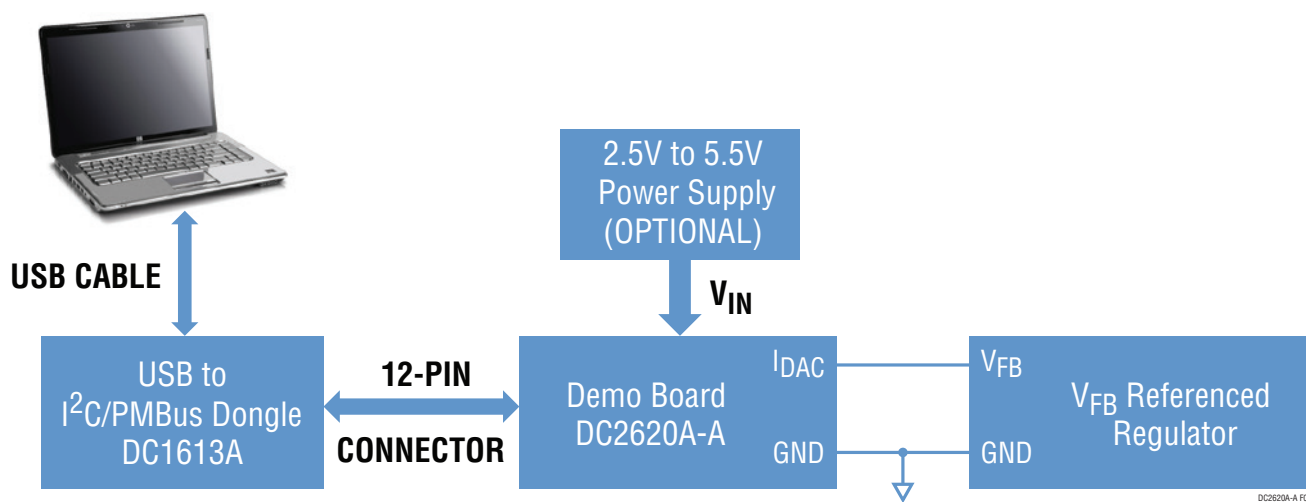 2.5V to 5.5V
Power Supply
(OPTIONAL)
USB CABLE
VIN
USB to
I2C/PMBus Dongle
DC1613A
12-PIN
CONNECTOR
Demo Board
DC2620A-A
IDAC
GND
VFB
GND
VFB Referenced
Regulator
DC2620A-A